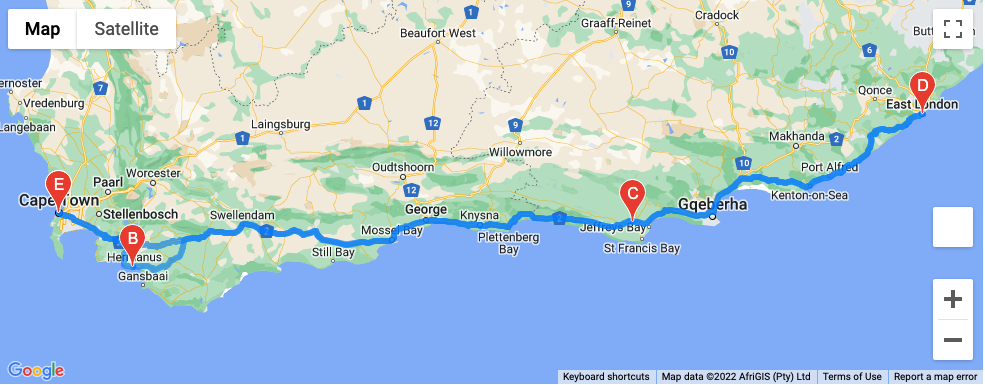 Map
Satellite
Cradock
Graaff-Reinet
Beaufort West
1
9
10
6
Butt
7
Qonce
D
East London
Vredenburg
Langebaan
1
Laingsburg
12
9
Makhanda
2
Willowmore
10
Port Alfred
Oudtshoorn
Worcester
Paarl
E
Cape Town
12
C
Kenton-on-Sea
George
Gqeberha
Stellenbosch
Swellendam
Knysna
2
2
Mossel Bay
Jeffreys Bay
B
Plettenberg
Bay
St Francis Bay
Hermanus
Still Bay
Gansbaai
Google
Keyboard shortcuts
Map data ©2022 AfriGIS (Pty) Ltd
Terms of Use
Report a map error